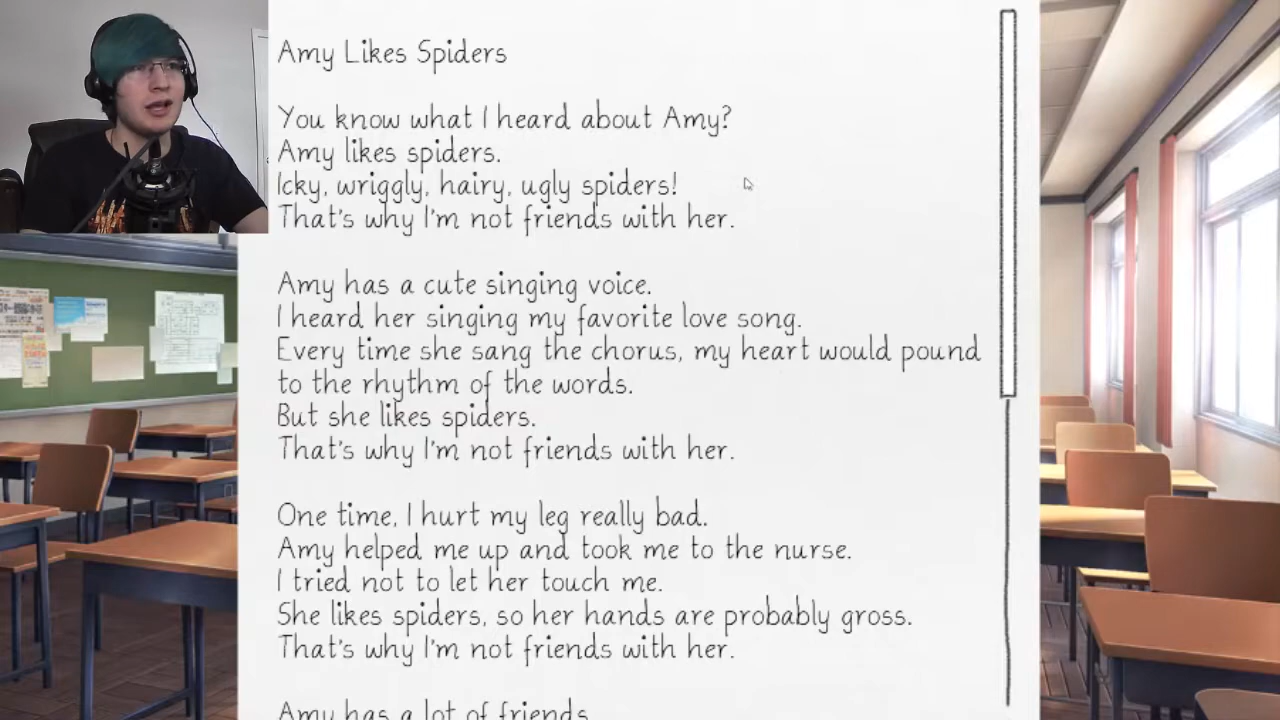 Amy Likes Spiders
You know what I heard about Amy?
Amy likes spiders.
Icky, wriggly, hairy, ugly spiders!
That's why I'm not friends with her.
Amy has a cute singing voice.
I heard her singing my favorite love song.
Every time she sang the chorus, my heart would pound
to the rhythm of the words.
But she likes spiders.
That's why I'm not friends with her.
One time, I hurt my leg really bad.
Amy helped me up and took me to the nurse.
I tried not to let her touch me.
She likes spiders, so her hands are probably gross.
That's why I'm not friends with her.
Amy has a lot of friends